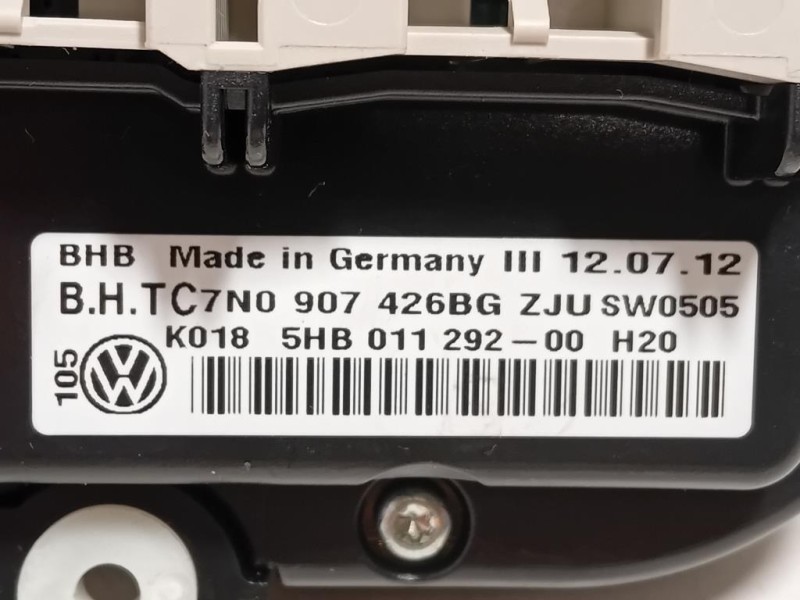 BHB Made in Germany III 12.07.12
B.H.TC7N0 907 426BG ZJU SW0505
K018 5HB 011 292-00 H20
105
VW